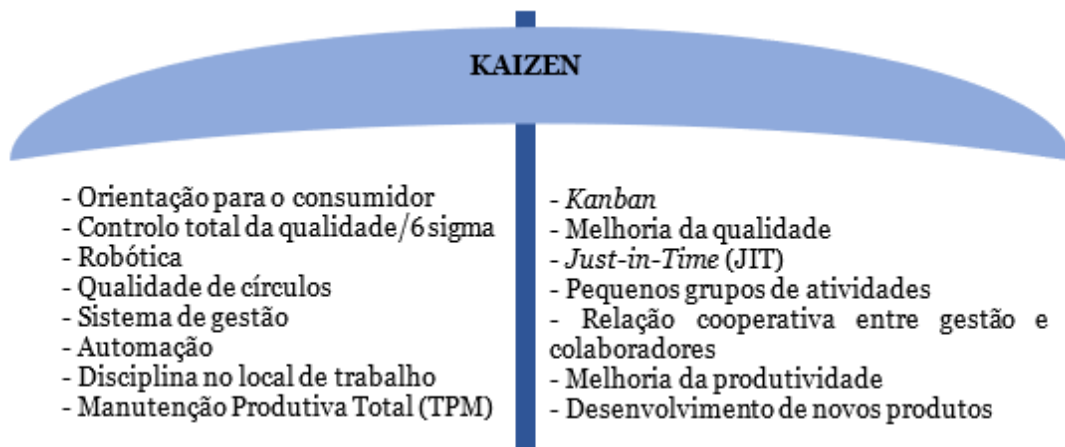 KAIZEN
- Orientação para o consumidor
- Controlo total da qualidade/6 sigma
- Robótica
- Qualidade de círculos
- Sistema de gestão
- Automação
- Disciplina no local de trabalho
- Manutenção Produtiva Total (TPM)
- Kanban
- Melhoria da qualidade
- Just-in-Time (JIT)
- Pequenos grupos de atividades
- Relação cooperativa entre gestão e
colaboradores
- Melhoria da produtividade
- Desenvolvimento de novos produtos